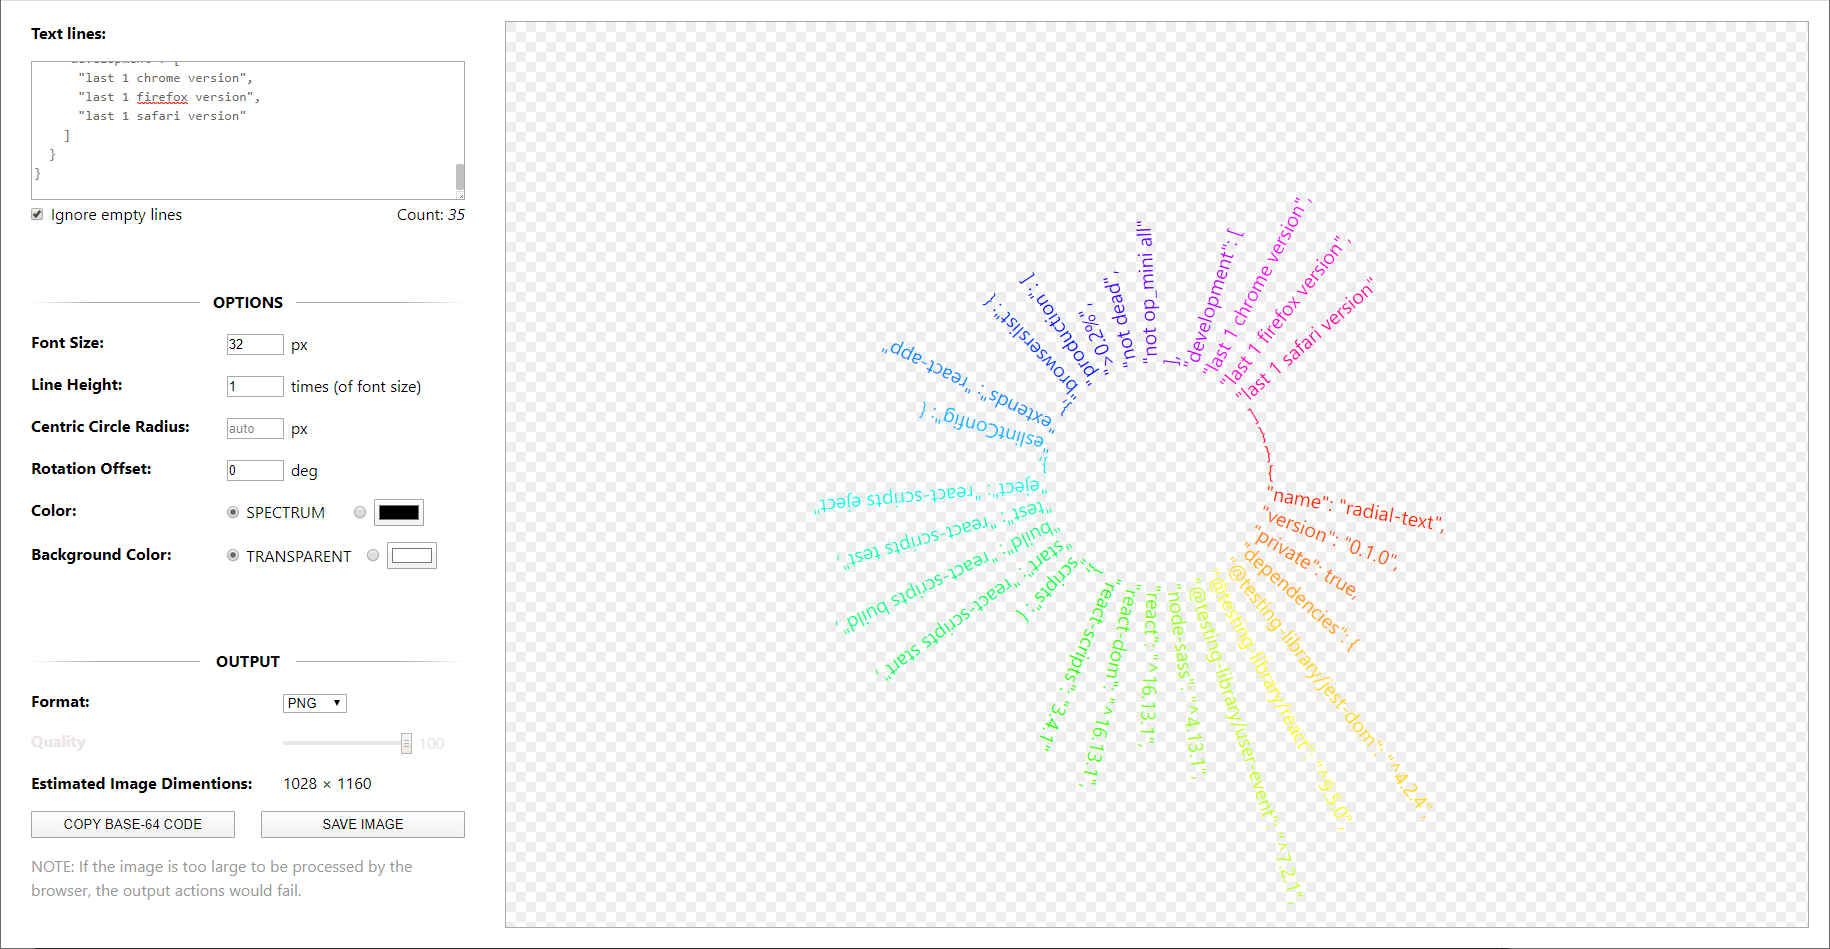 Text lines:
"development": [
"last 1 chrome version",
"last 1 firefox version",
"last 1 safari version"
]
}
}
Ignore empty lines
Count: 35
OPTIONS
Font Size:
32
px
Line Height:
1
times (of font size)
Centric Circle Radius:
auto
px
Rotation Offset:
0
deg
Color:
SPECTRUM
Background Color:
TRANSPARENT
OUTPUT
Format:
PNG
Quality
100
Estimated Image Dimentions:
1028 × 1160
COPY BASE-64 CODE
SAVE IMAGE
NOTE: If the image is too large to be processed by the
browser, the output actions would fail.
{
"name": "radial-text",
"version": "0.1.0",
"private": true,
"dependencies": {
"@testing-library/jest-dom": "^4.2.4",
"@testing-library/react": "^9.5.0",
"@testing-library/user-event": "^7.2.1",
"node-sass": "^4.13.1",
"react": "^16.13.1",
"react-dom": "^16.13.1",
"react-scripts": "3.4.1"
},
"scripts": {
"start": "react-scripts start",
"build": "react-scripts build",
"test": "react-scripts test",
"eject": "react-scripts eject"
},
"eslintConfig": {
"extends": "react-app"
},
"browserslist": {
"production": [
">0.2%",
"not dead",
"not op_mini all"
],
"development": [
"last 1 chrome version",
"last 1 firefox version",
"last 1 safari version"
]
}
}